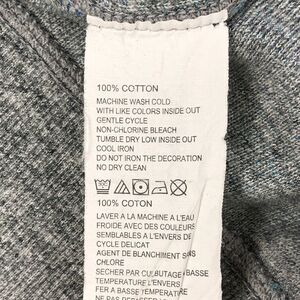 100% COTTON
MACHINE WASH COLD
WITH LIKE COLORS INSIDE OUT
GENTLE CYCLE
NON-CHLORINE BLEACH
TUMBLE DRY LOW INSIDE OUT
COOL IRON
DO NOT IRON THE DECORATION
NO DRY CLEAN
100% COTON
LAVER A LA MACHINE A L'EAU
FROIDE AVEC DES COULEURS
SEMBLABLES A L'ENVERS DE
CYCLE DELICAT
AGENT DE BLANCHIMENT SANS
CHLORE
SECHER PAR CULBUTAGE BASSE
TEMPERATURE L'ENVERS
FER A BASSE TEMPERATURE
NE PAS REPASSER